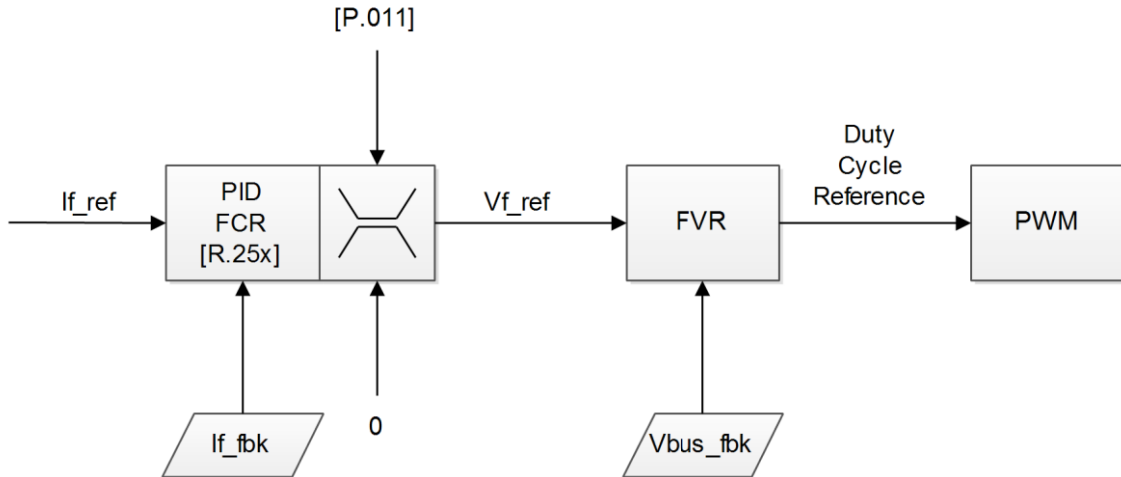 [P.011]
If_ref
PID
FCR
[R.25x]
Vf_ref
FVR
Duty
Cycle
Reference
PWM
If_fbk
0
Vbus_fbk